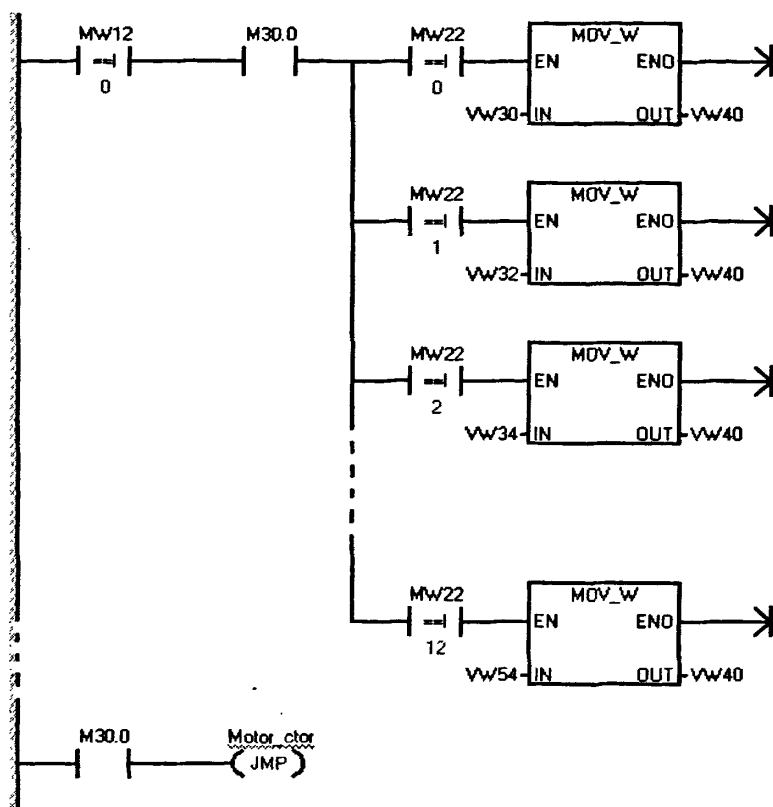 MW12 M30.0 MW22 MOV_W
==I ==I EN ENO
0 0
VW30 IN OUT VW40
MW22 MOV_W
==I EN ENO
1
VW32 IN OUT VW40
MW22 MOV_W
==I EN ENO
2
VW34 IN OUT VW40
MW22 MOV_W
==I EN ENO
12
VW54 IN OUT VW40
M30.0 Motor_ctor
JMP